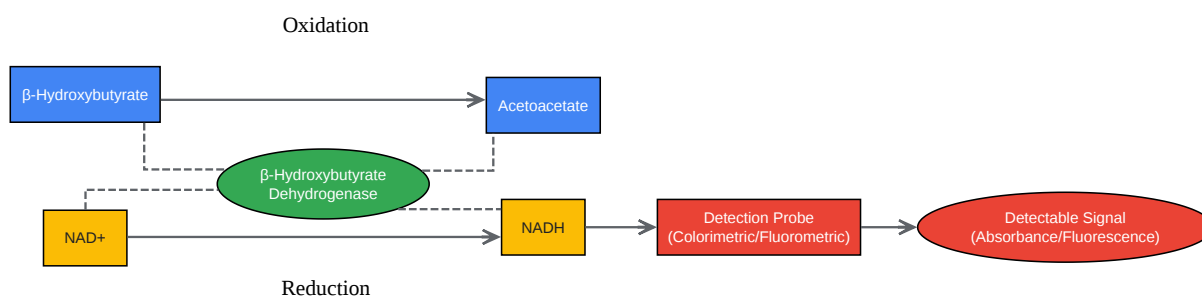 Oxidation
β-Hydroxybutyrate
Acetoacetate
β-Hydroxybutyrate
Dehydrogenase
NAD+
NADH
Detection Probe
(Colorimetric/Fluorometric)
Detectable Signal
(Absorbance/Fluorescence)
Reduction